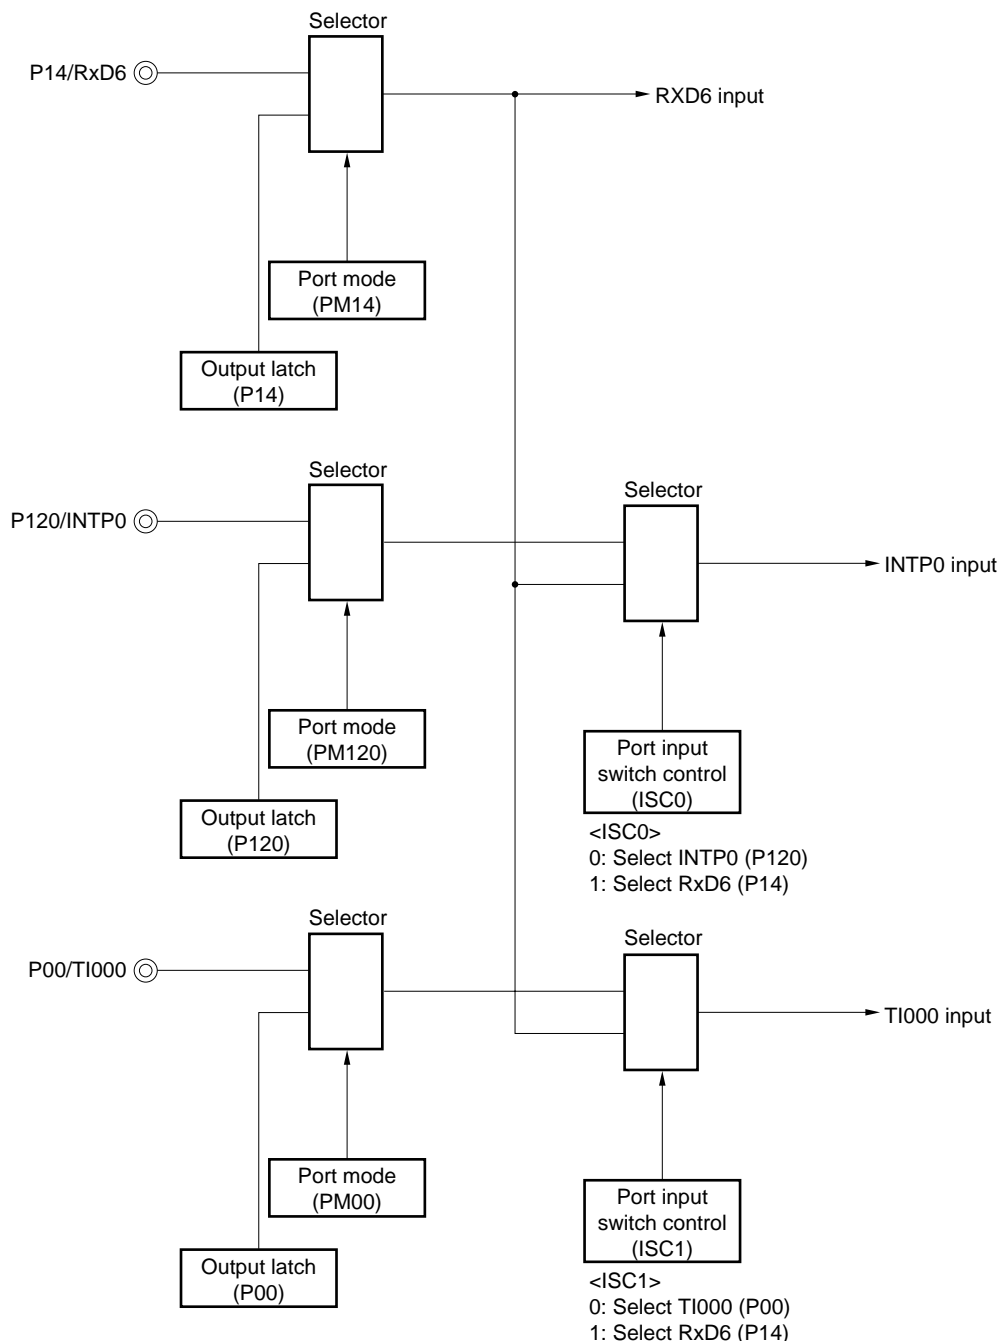 Selector
P14/RxD6
RXD6 input
Port mode
(PM14)
Output latch
(P14)
Selector
P120/INTP0
Selector
INTP0 input
Port mode
(PM120)
Output latch
(P120)
Port input
switch control
(ISC0)
<ISC0>
0: Select INTP0 (P120)
1: Select RxD6 (P14)
Selector
P00/TI000
Selector
TI000 input
Port mode
(PM00)
Output latch
(P00)
Port input
switch control
(ISC1)
<ISC1>
0: Select TI000 (P00)
1: Select RxD6 (P14)